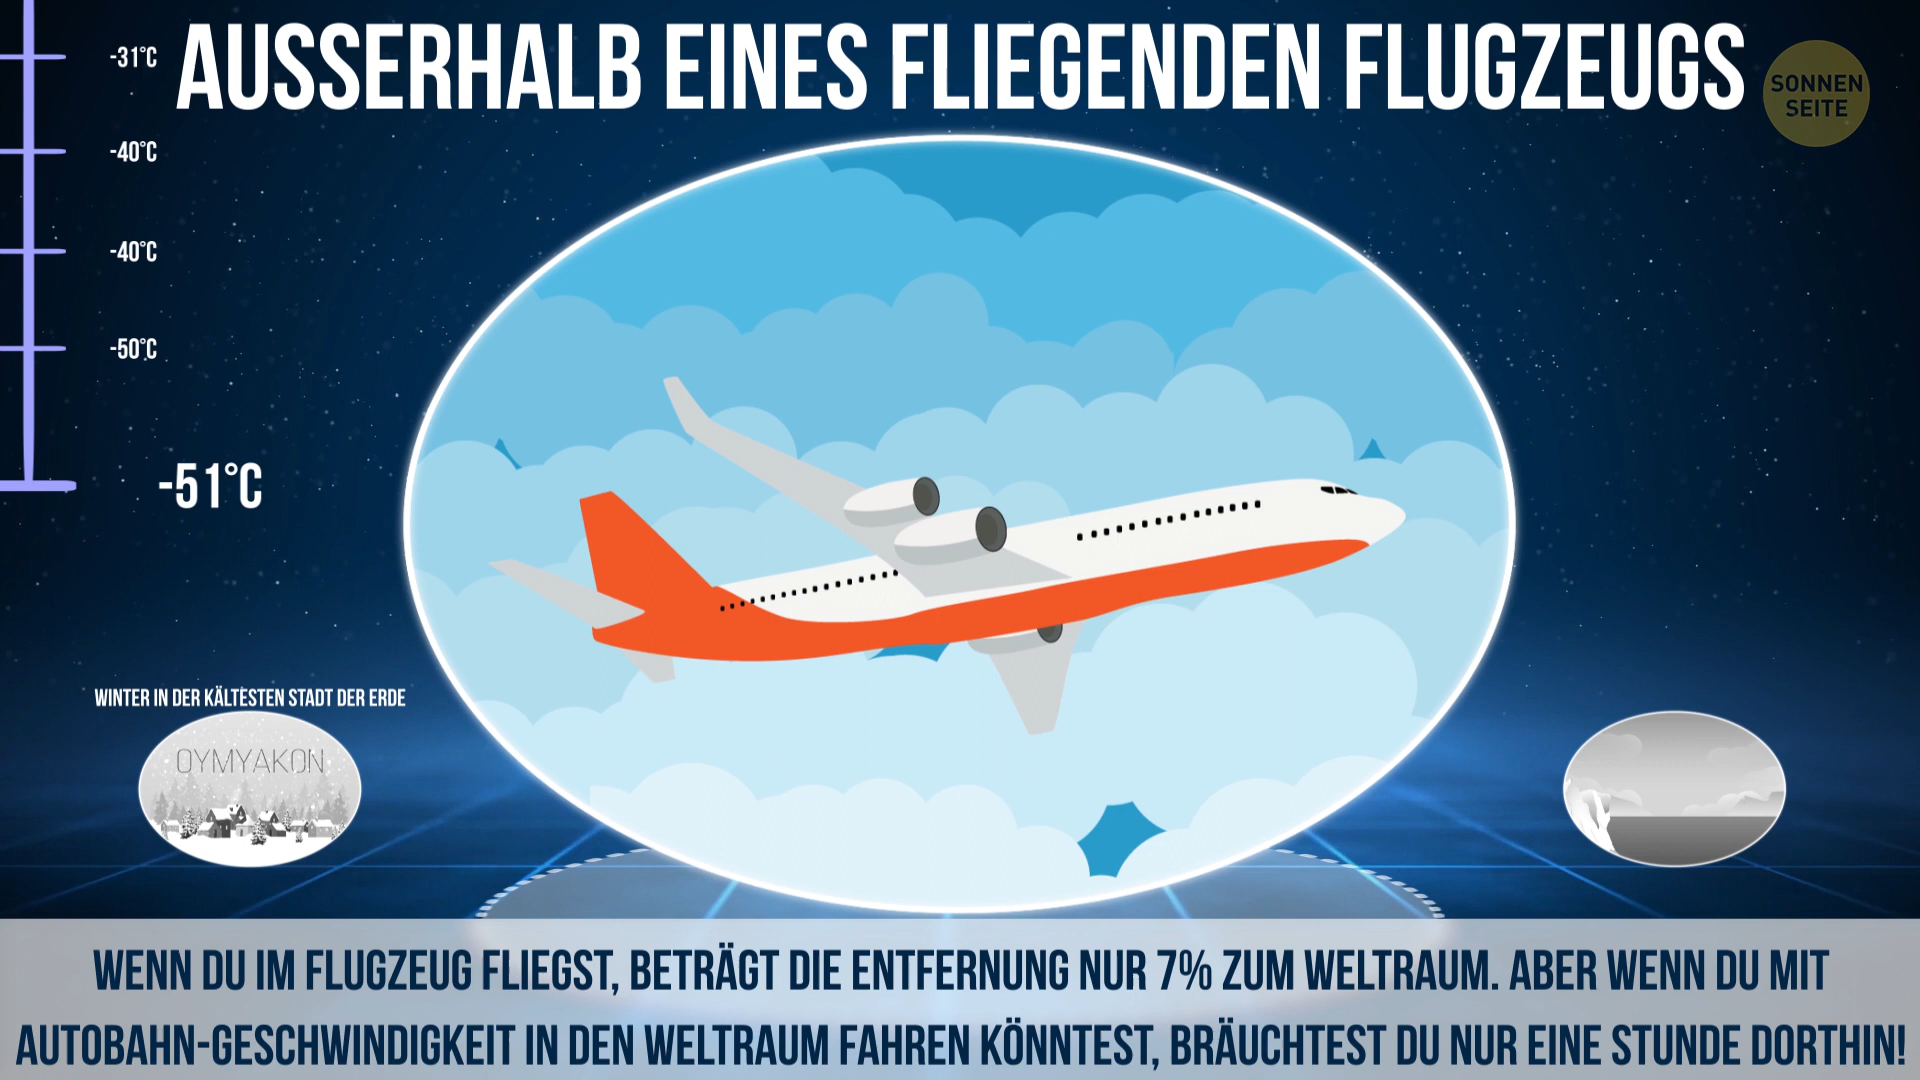 AUSSERHALB EINES FLIEGENDEN FLUGZEUGS
SONNEN
SEITE
-31°C
-40°C
-40°C
-50°C
-51°C
WINTER IN DER KÄLTESTEN STADT DER ERDE
OYMYAKON
WENN DU IM FLUGZEUG FLIEGST, BETRÄGT DIE ENTFERNUNG NUR 7% ZUM WELTRAUM. ABER WENN DU MIT
AUTOBAHN-GESCHWINDIGKEIT IN DEN WELTRAUM FAHREN KÖNNTEST, BRÄUCHTEST DU NUR EINE STUNDE DORTHIN!